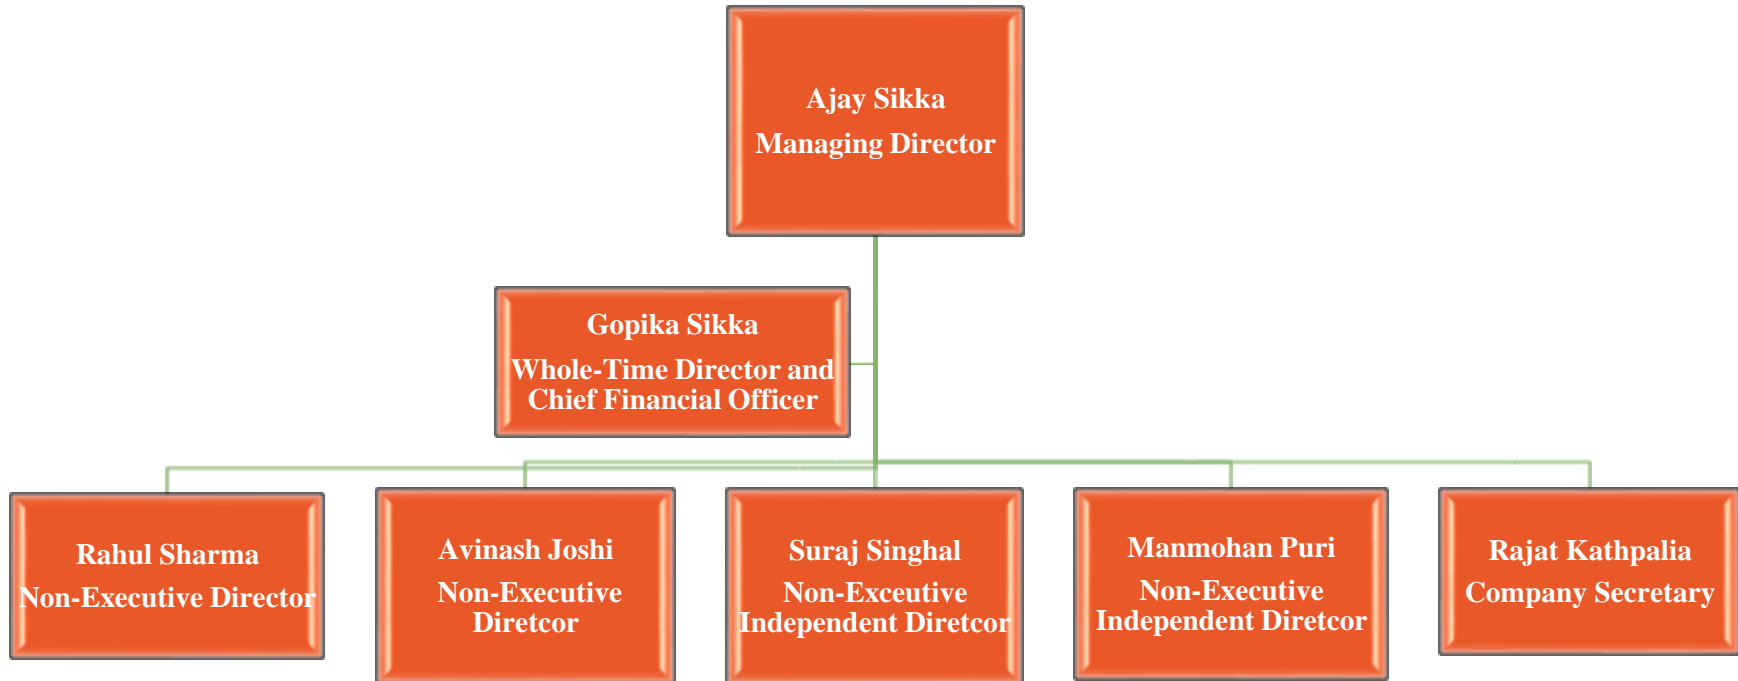 Ajay Sikka
Managing Director
Gopika Sikka
Whole-Time Director and
Chief Financial Officer
Rahul Sharma
Non-Executive Director
Avinash Joshi
Non-Executive
Diretcor
Suraj Singhal
Non-Exceutive
Independent Diretcor
Manmohan Puri
Non-Executive
Independent Diretcor
Rajat Kathpalia
Company Secretary